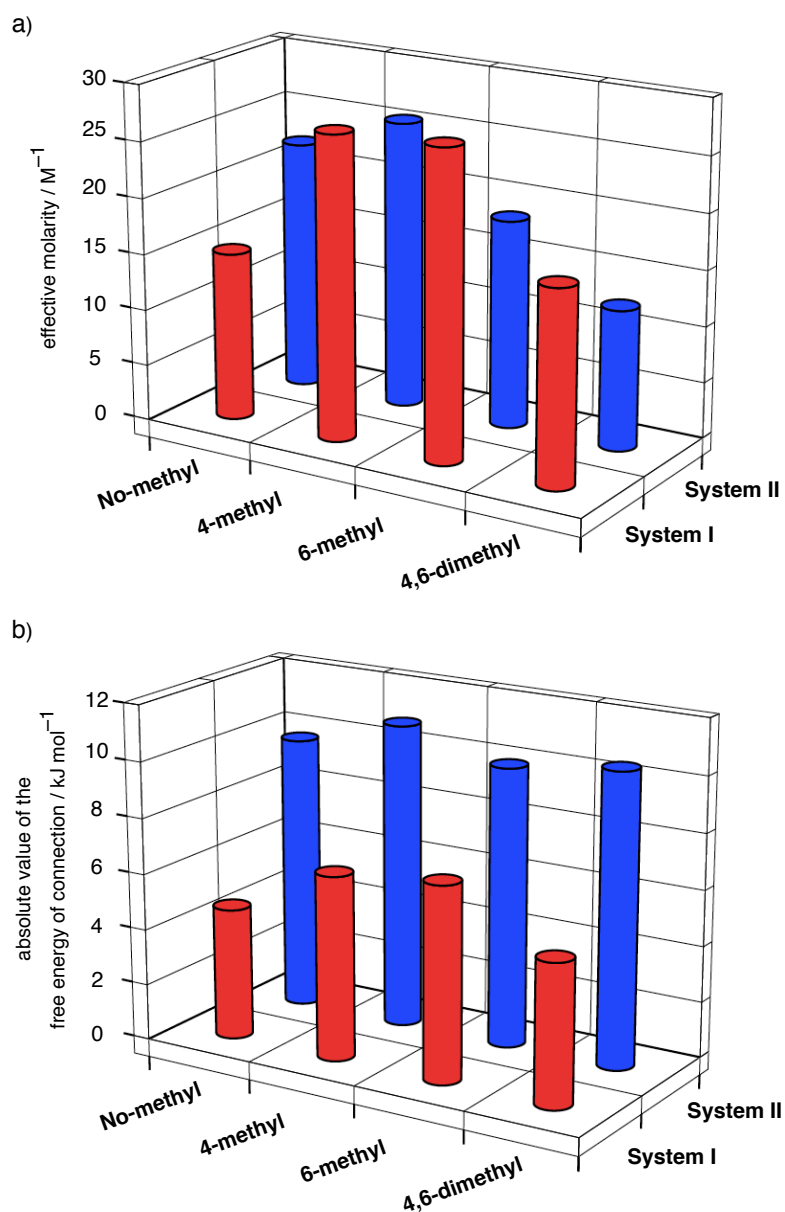 a)
30
25
20
15
10
5
0
effective molarity / M⁻¹
No-methyl
4-methyl
6-methyl
4,6-dimethyl
System I
System II
b)
12
10
8
6
4
2
0
absolute value of the
free energy of connection / kJ mol⁻¹
No-methyl
4-methyl
6-methyl
4,6-dimethyl
System I
System II